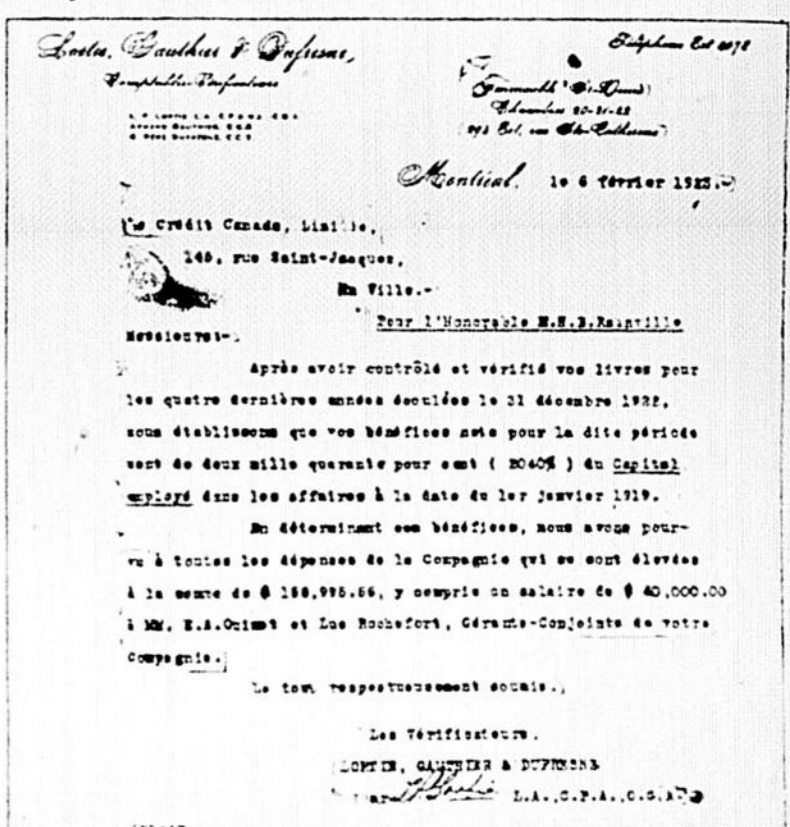 Lortie, Gauthier & Dufresne,
Téléphone Est
Comptables-Vérificateurs
Chambres 20-21-22
Est, rue Ste-Catherine
Montréal, le 6 février 1923.
Le Crédit Canada, Limitée,
145, rue Saint-Jacques,
En Ville.-
Pour l'Honorable H.B.Rainville
Messieurs:-
Après avoir contrôlé et vérifié vos livres pour
les quatre dernières années écoulées le 31 décembre 1922,
nous établissons que vos bénéfices nets pour la dite période
sont de deux mille quarante pour cent ( 2040% ) du Capital
employé dans les affaires à la date du 1er janvier 1919.
En déterminant ces bénéfices, nous avons pour-
vu à toutes les dépenses de la Compagnie qui se sont élevées
à la somme de $ y compris un salaire de $ 40,000.00
à MM. E.A.Ouimet et Luc Rochefort, Gérants-Conjoints de votre
Compagnie.
Le tout respectueusement soumis.,
Les Vérificateurs.
LORTIE, GAUTHIER & DUFRESNE
L.A.,C.P.A.,C.G.A.